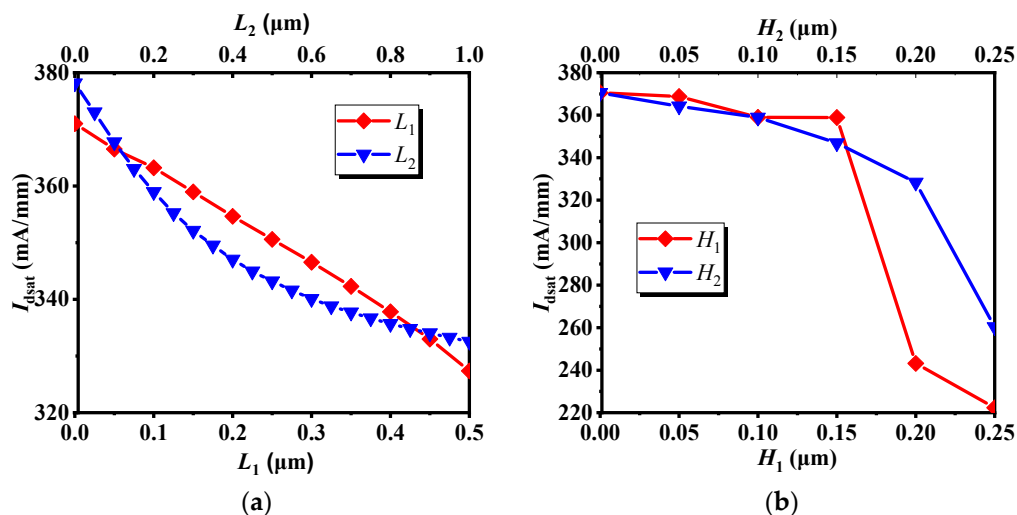 L2 (μm)
0.0 0.2 0.4 0.6 0.8 1.0
380
360
340
320
Idsat (mA/mm)
L1
L2
0.0 0.1 0.2 0.3 0.4 0.5
L1 (μm)
(a)
H2 (μm)
0.00 0.05 0.10 0.15 0.20 0.25
380
360
340
320
300
280
260
240
220
Idsat (mA/mm)
H1
H2
0.00 0.05 0.10 0.15 0.20 0.25
H1 (μm)
(b)